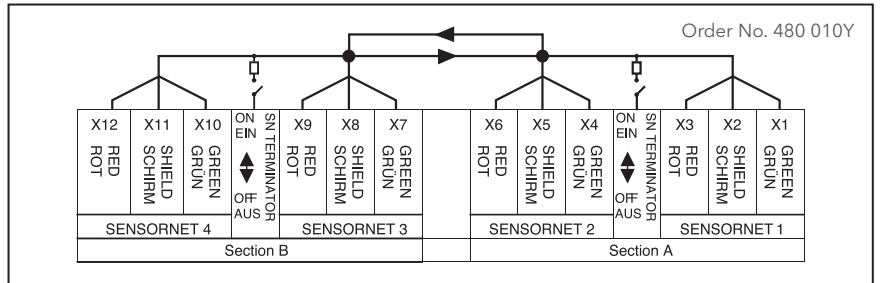 Order No. 480 010Y
X12 X11 X10 ON EIN SN TERMINATOR X9 X8 X7 X6 X5 X4 ON EIN SN TERMINATOR X3 X2 X1
RED ROT SHIELD SCHIRM GREEN GRÜN OFF AUS RED ROT SHIELD SCHIRM GREEN GRÜN RED ROT SHIELD SCHIRM GREEN GRÜN OFF AUS RED ROT SHIELD SCHIRM GREEN GRÜN
SENSORNET 4 SENSORNET 3 SENSORNET 2 SENSORNET 1
Section B Section A